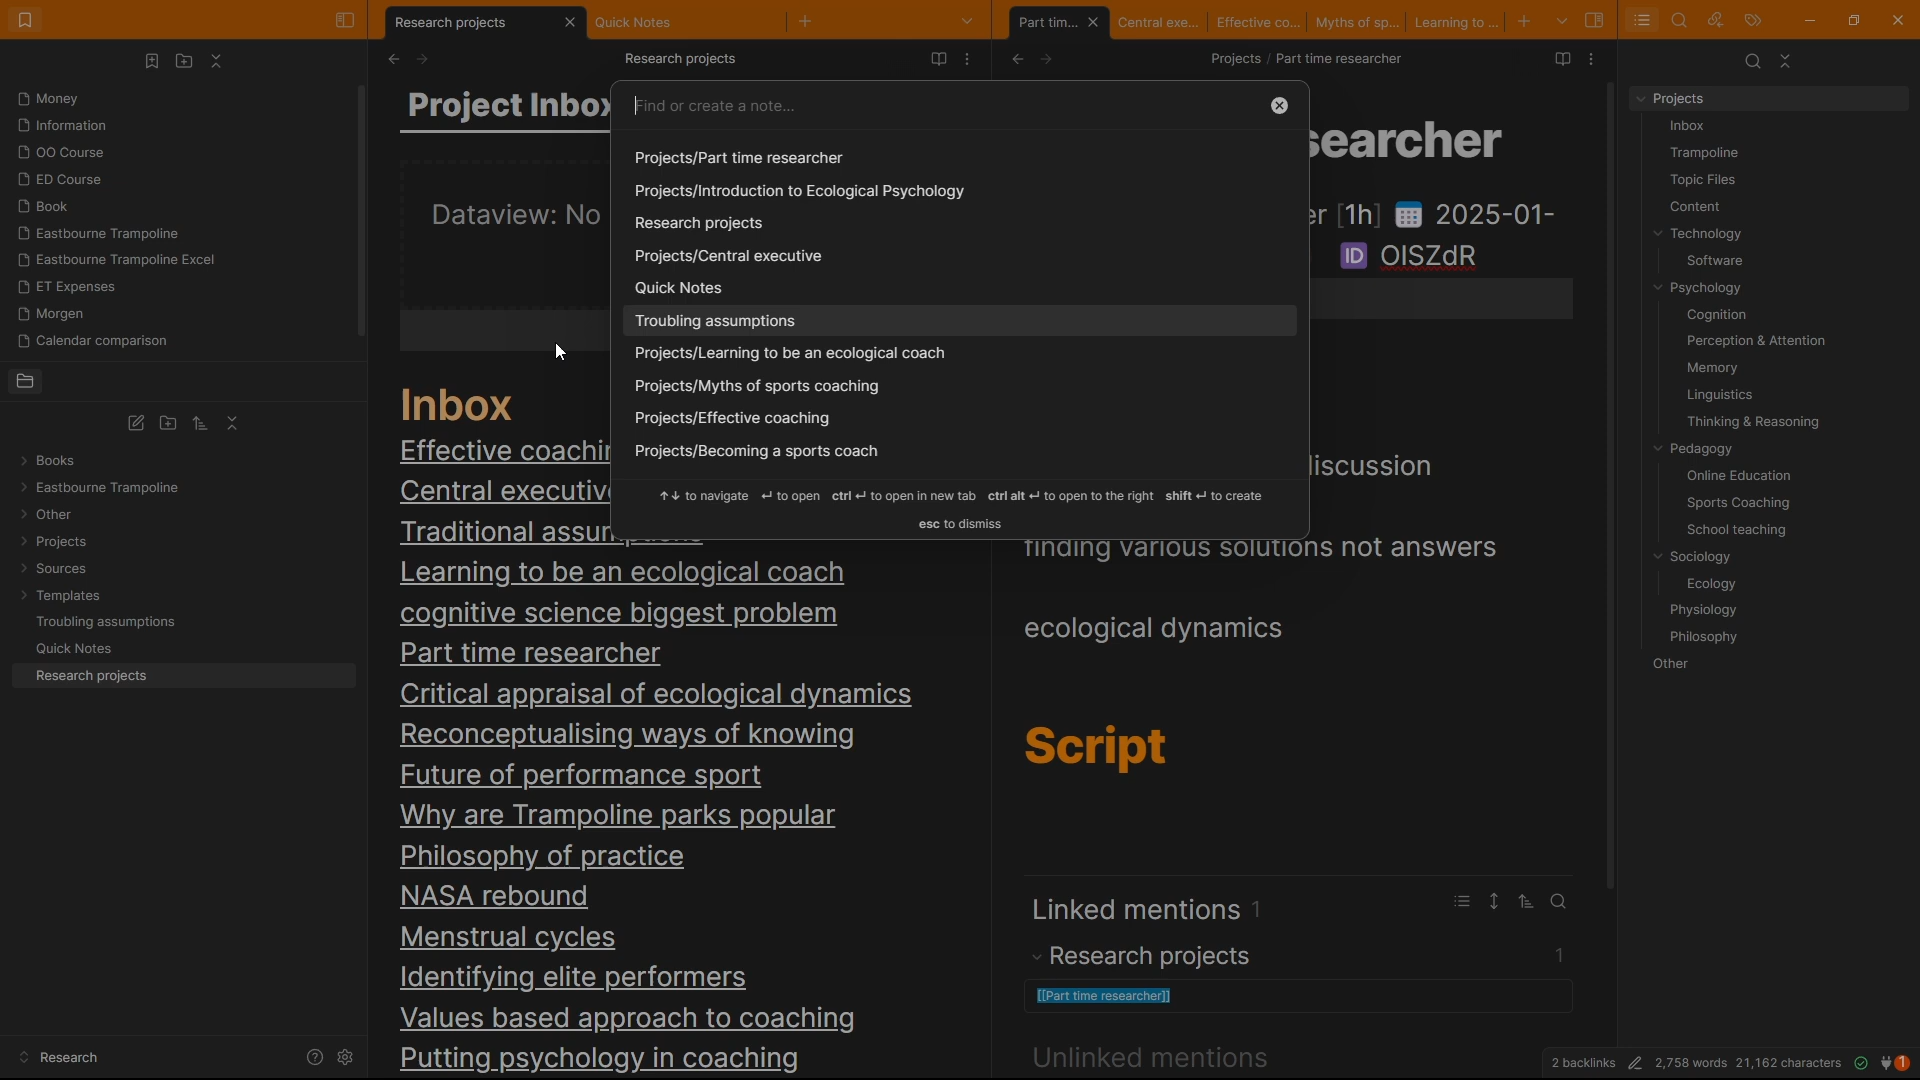 Research projects
Quick Notes
Part tim...
Central exe...
Effective co...
Myths of sp...
Learning to ...
Money
Information
OO Course
ED Course
Book
Eastbourne Trampoline
Eastbourne Trampoline Excel
ET Expenses
Morgen
Calendar comparison
Books
Eastbourne Trampoline
Other
Projects
Sources
Templates
Troubling assumptions
Quick Notes
Research projects
Research
Research projects
Project Inbox
Dataview: No
Inbox
Effective coachin
Central executive
Traditional assumptions
Learning to be an ecological coach
cognitive science biggest problem
Part time researcher
Critical appraisal of ecological dynamics
Reconceptualising ways of knowing
Future of performance sport
Why are Trampoline parks popular
Philosophy of practice
NASA rebound
Menstrual cycles
Identifying elite performers
Values based approach to coaching
Putting psychology in coaching
Find or create a note...
Projects/Part time researcher
Projects/Introduction to Ecological Psychology
Research projects
Projects/Central executive
Quick Notes
Troubling assumptions
Projects/Learning to be an ecological coach
Projects/Myths of sports coaching
Projects/Effective coaching
Projects/Becoming a sports coach
↑↓ to navigate ↵ to open ctrl ↵ to open in new tab ctrl alt ↵ to open to the right shift ↵ to create
esc to dismiss
Projects / Part time researcher
searcher
er [1h] 📅 2025-01-
🆔 OISZdR
discussion
finding various solutions not answers
ecological dynamics
Script
Linked mentions 1
Research projects 1
[[Part time researcher]]
Unlinked mentions
Projects
Inbox
Trampoline
Topic Files
Content
Technology
Software
Psychology
Cognition
Perception & Attention
Memory
Linguistics
Thinking & Reasoning
Pedagogy
Online Education
Sports Coaching
School teaching
Sociology
Ecology
Physiology
Philosophy
Other
2 backlinks 2,758 words 21,162 characters 1